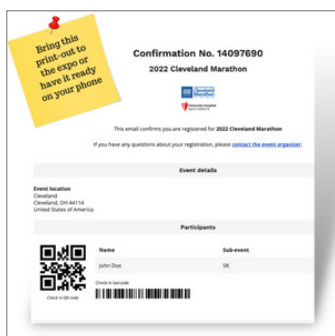 Bring this
print-out to
the expo or
have it ready
on your phone
Confirmation No. 14097690
2022 Cleveland Marathon
Cleveland
Marathon
University Hospitals
This email confirms you are registered for 2022 Cleveland Marathon
If you have any questions about your registration, please contact the event organizer.
Event details
Event location
Cleveland
Cleveland, OH 44114
United States of America
Participants
Name Sub-event
John Doe 5K
Check in QR code
Check in barcode